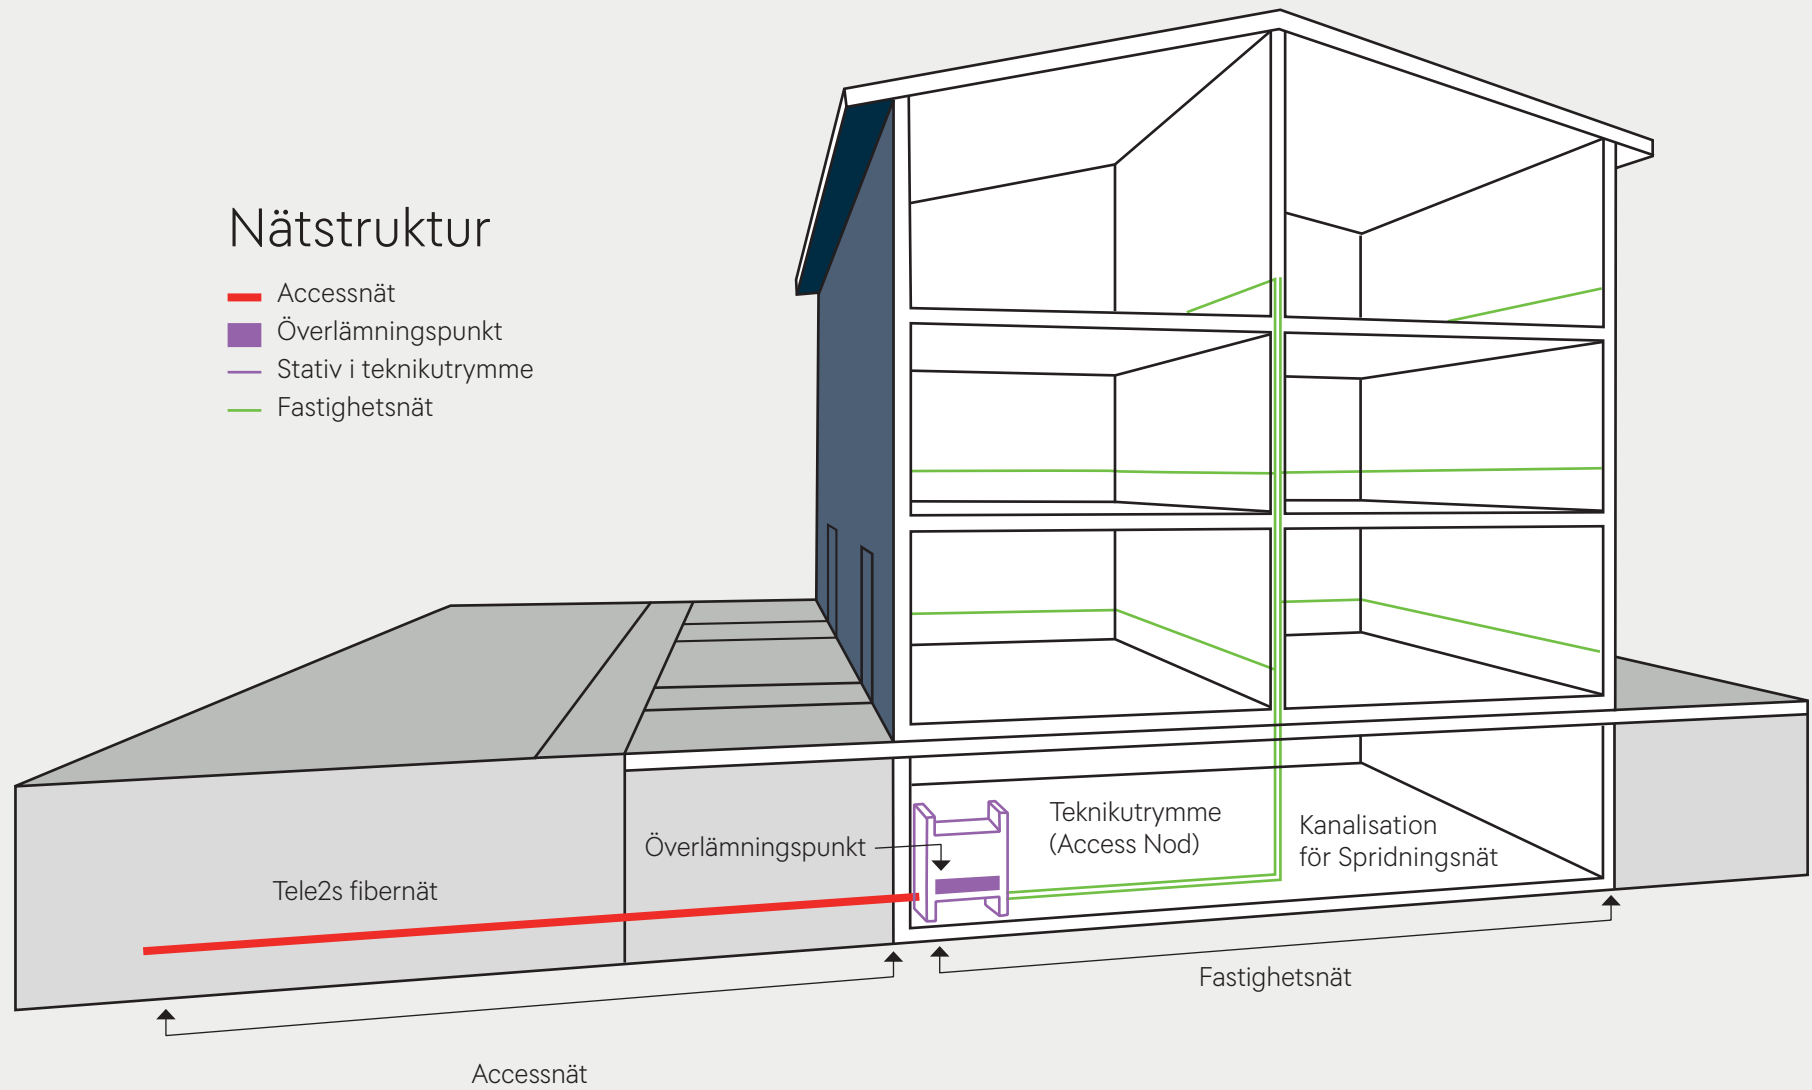 Nätstruktur
Accessnät
Överlämningspunkt
Stativ i teknikutrymme
Fastighetsnät
Teknikutrymme
(Access Nod)
Kanalisation
för Spridningsnät
Överlämningspunkt
Tele2s fibernät
Fastighetsnät
Accessnät